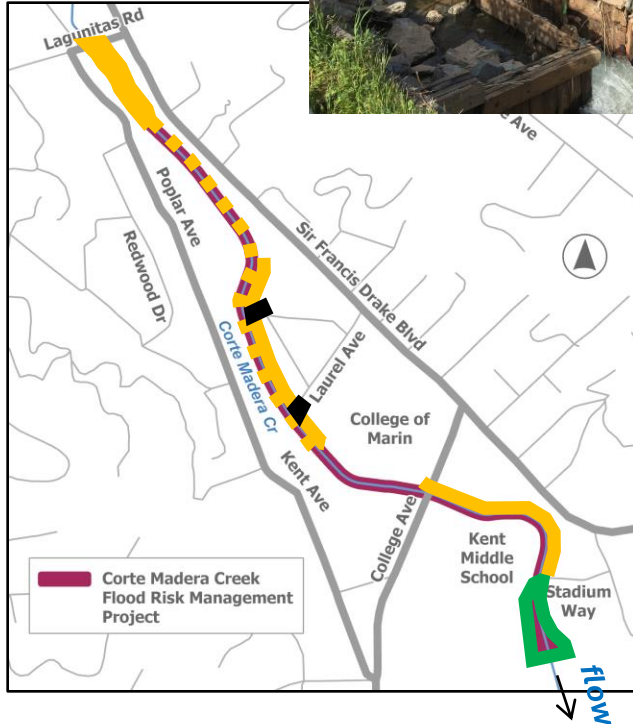 Lagunitas Rd
e Ave
Poplar Ave
Sir Francis Drake Blvd
Redwood Dr
Corte Madera Cr
Laurel Ave
College of
Marin
Kent Ave
College Ave
Kent
Middle
School
Stadium
Way
Corte Madera Creek
Flood Risk Management
Project
flow